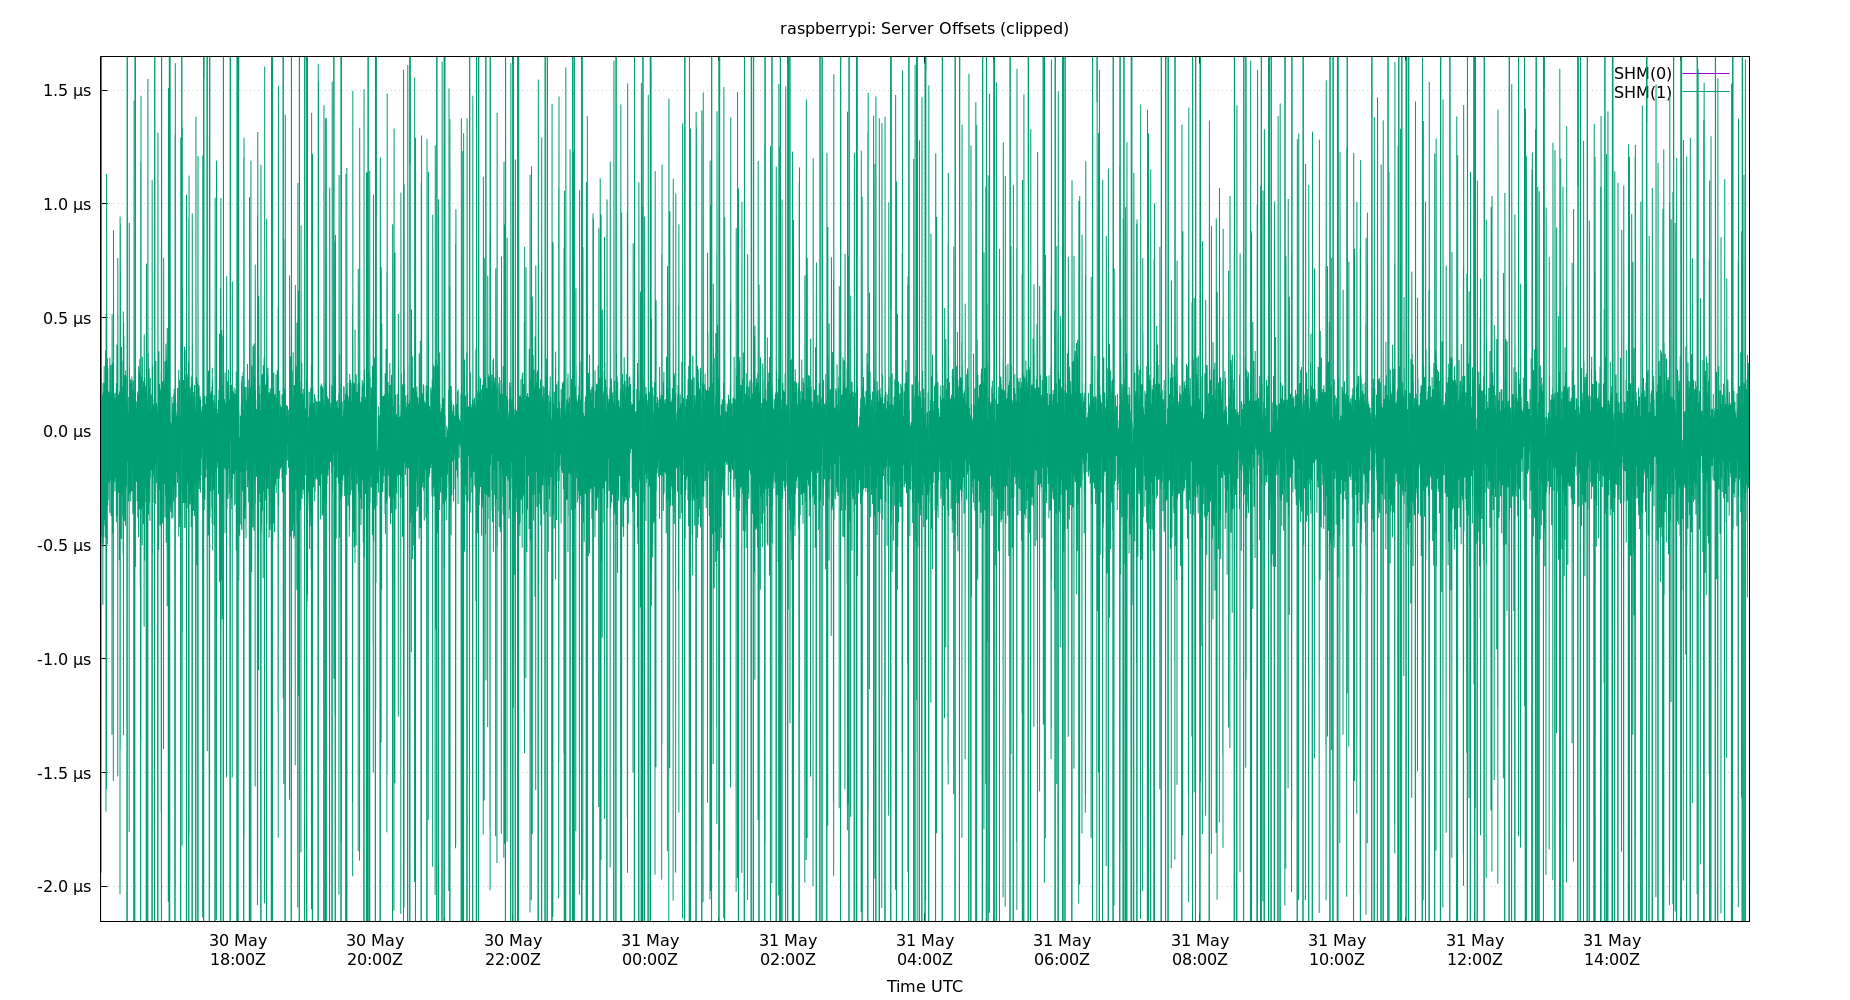 raspberrypi: Server Offsets (clipped)
SHM(0)
SHM(1)
1.5 µs
1.0 µs
0.5 µs
0.0 µs
-0.5 µs
-1.0 µs
-1.5 µs
-2.0 µs
30 May 30 May 30 May 31 May 31 May 31 May 31 May 31 May 31 May 31 May 31 May
18:00Z 20:00Z 22:00Z 00:00Z 02:00Z 04:00Z 06:00Z 08:00Z 10:00Z 12:00Z 14:00Z
Time UTC